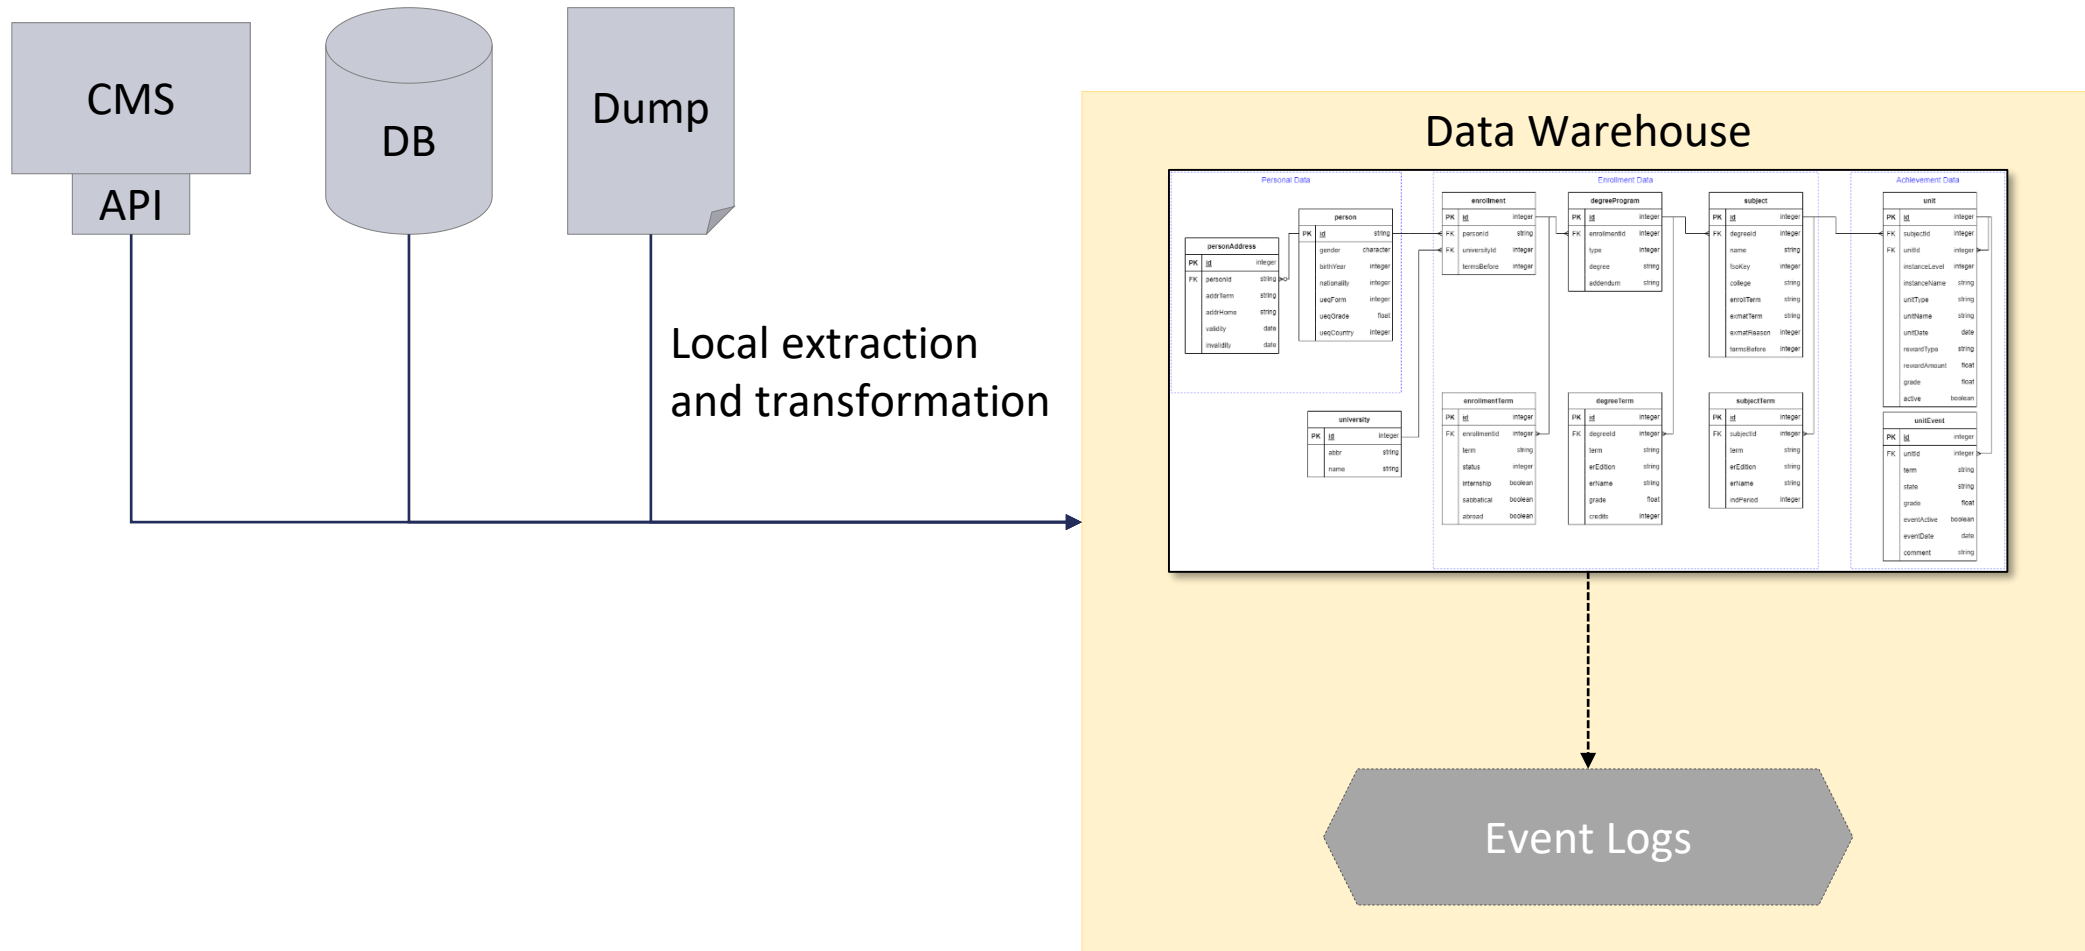 CMS
API
DB
Dump
Local extraction
and transformation
Data Warehouse
Personal Data
personAddress
PK id integer
FK personId string
addrTerm string
addrHome string
validity date
invalidity date
person
PK id string
gender character
birthYear integer
nationality integer
ueqForm integer
ueqGrade float
ueqCountry integer
university
PK id integer
abbr string
name string
Enrollment Data
enrollment
PK id integer
FK personId string
FK universityId integer
termsBefore integer
degreeProgram
PK id integer
FK enrollmentId integer
type integer
degree string
addendum string
subject
PK id integer
FK degreeId integer
name string
fsoKey integer
college string
enrollTerm string
exmatTerm string
exmatReason integer
termsBefore integer
enrollmentTerm
PK id integer
FK enrollmentId integer
term string
status integer
internship boolean
sabbatical boolean
abroad boolean
degreeTerm
PK id integer
FK degreeId integer
term string
erEdition string
erName string
grade float
credits integer
subjectTerm
PK id integer
FK subjectId integer
term string
erEdition string
erName string
indPeriod integer
Achievement Data
unit
PK id integer
FK subjectId integer
FK unitId integer
instanceLevel integer
instanceName string
unitType string
unitName string
unitDate date
rewardType string
rewardAmount float
grade float
active boolean
unitEvent
PK id integer
FK unitId integer
term string
state string
grade float
eventActive boolean
eventDate date
comment string
Event Logs